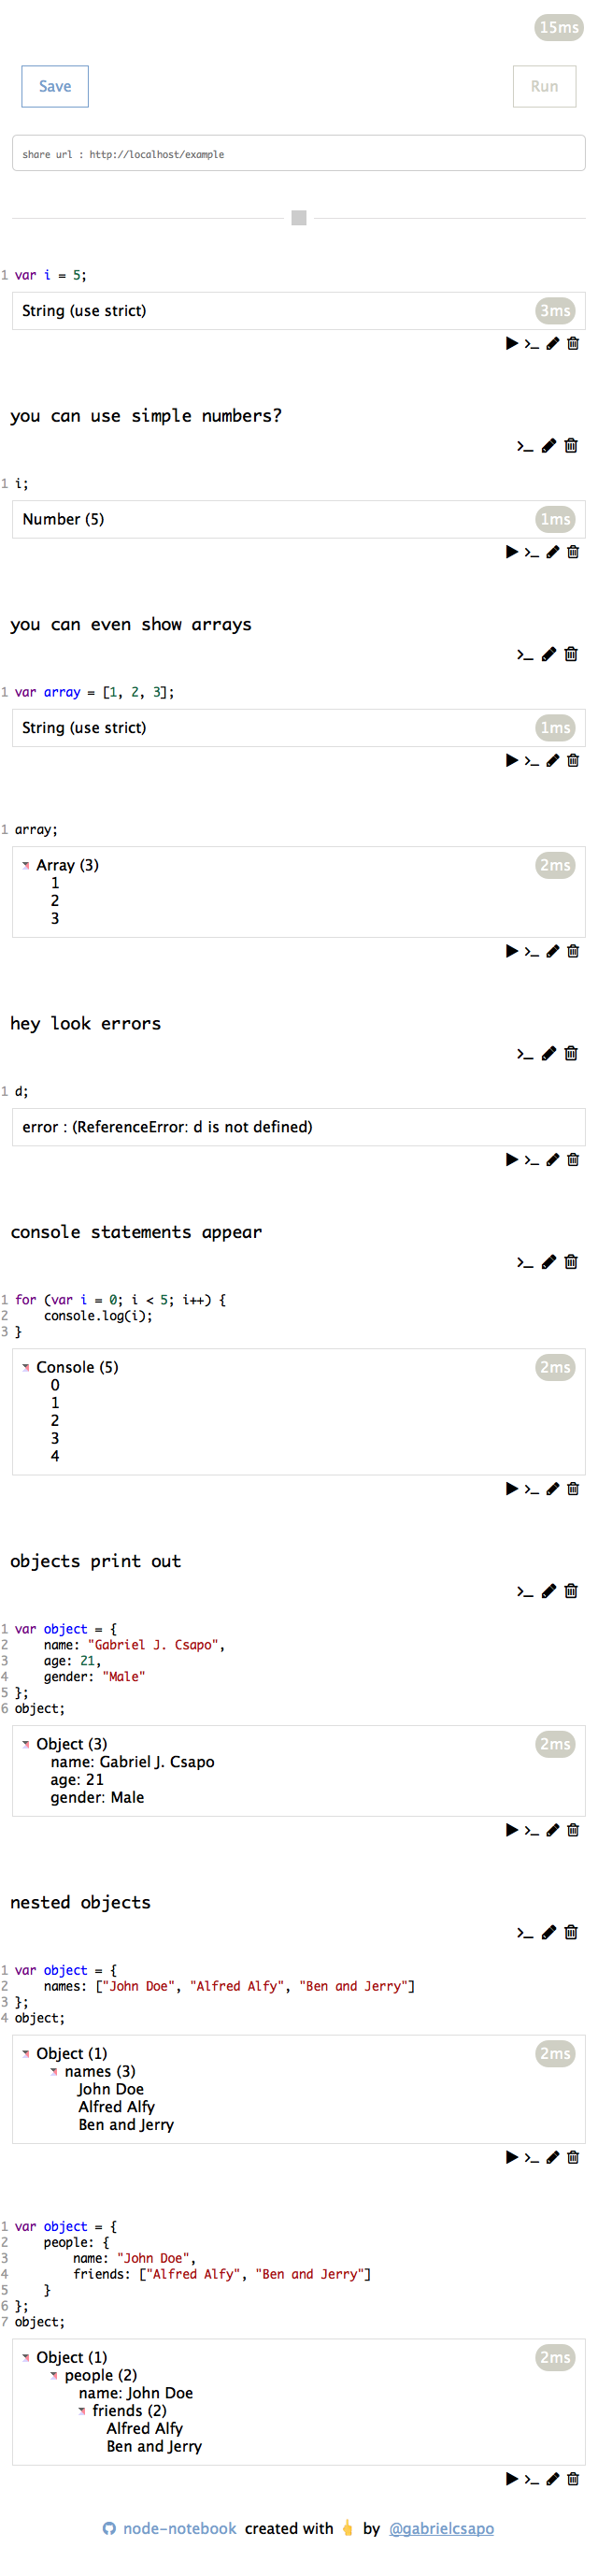 15ms
Save Run
share url : http://localhost/example
1 var i = 5;
String (use strict) 3ms
you can use simple numbers?
1 i;
Number (5) 1ms
you can even show arrays
1 var array = [1, 2, 3];
String (use strict) 1ms
1 array;
Array (3) 2ms
1
2
3
hey look errors
1 d;
error : (ReferenceError: d is not defined)
console statements appear
1 for (var i = 0; i < 5; i++) {
2     console.log(i);
3 }
Console (5) 2ms
0
1
2
3
4
objects print out
1 var object = {
2     name: "Gabriel J. Csapo",
3     age: 21,
4     gender: "Male"
5 };
6 object;
Object (3) 2ms
name: Gabriel J. Csapo
age: 21
gender: Male
nested objects
1 var object = {
2     names: ["John Doe", "Alfred Alfy", "Ben and Jerry"]
3 };
4 object;
Object (1) 2ms
names (3)
John Doe
Alfred Alfy
Ben and Jerry
1 var object = {
2     people: {
3         name: "John Doe",
4         friends: ["Alfred Alfy", "Ben and Jerry"]
5     }
6 };
7 object;
Object (1) 2ms
people (2)
name: John Doe
friends (2)
Alfred Alfy
Ben and Jerry
node-notebook created with 👆 by @gabrielcsapo